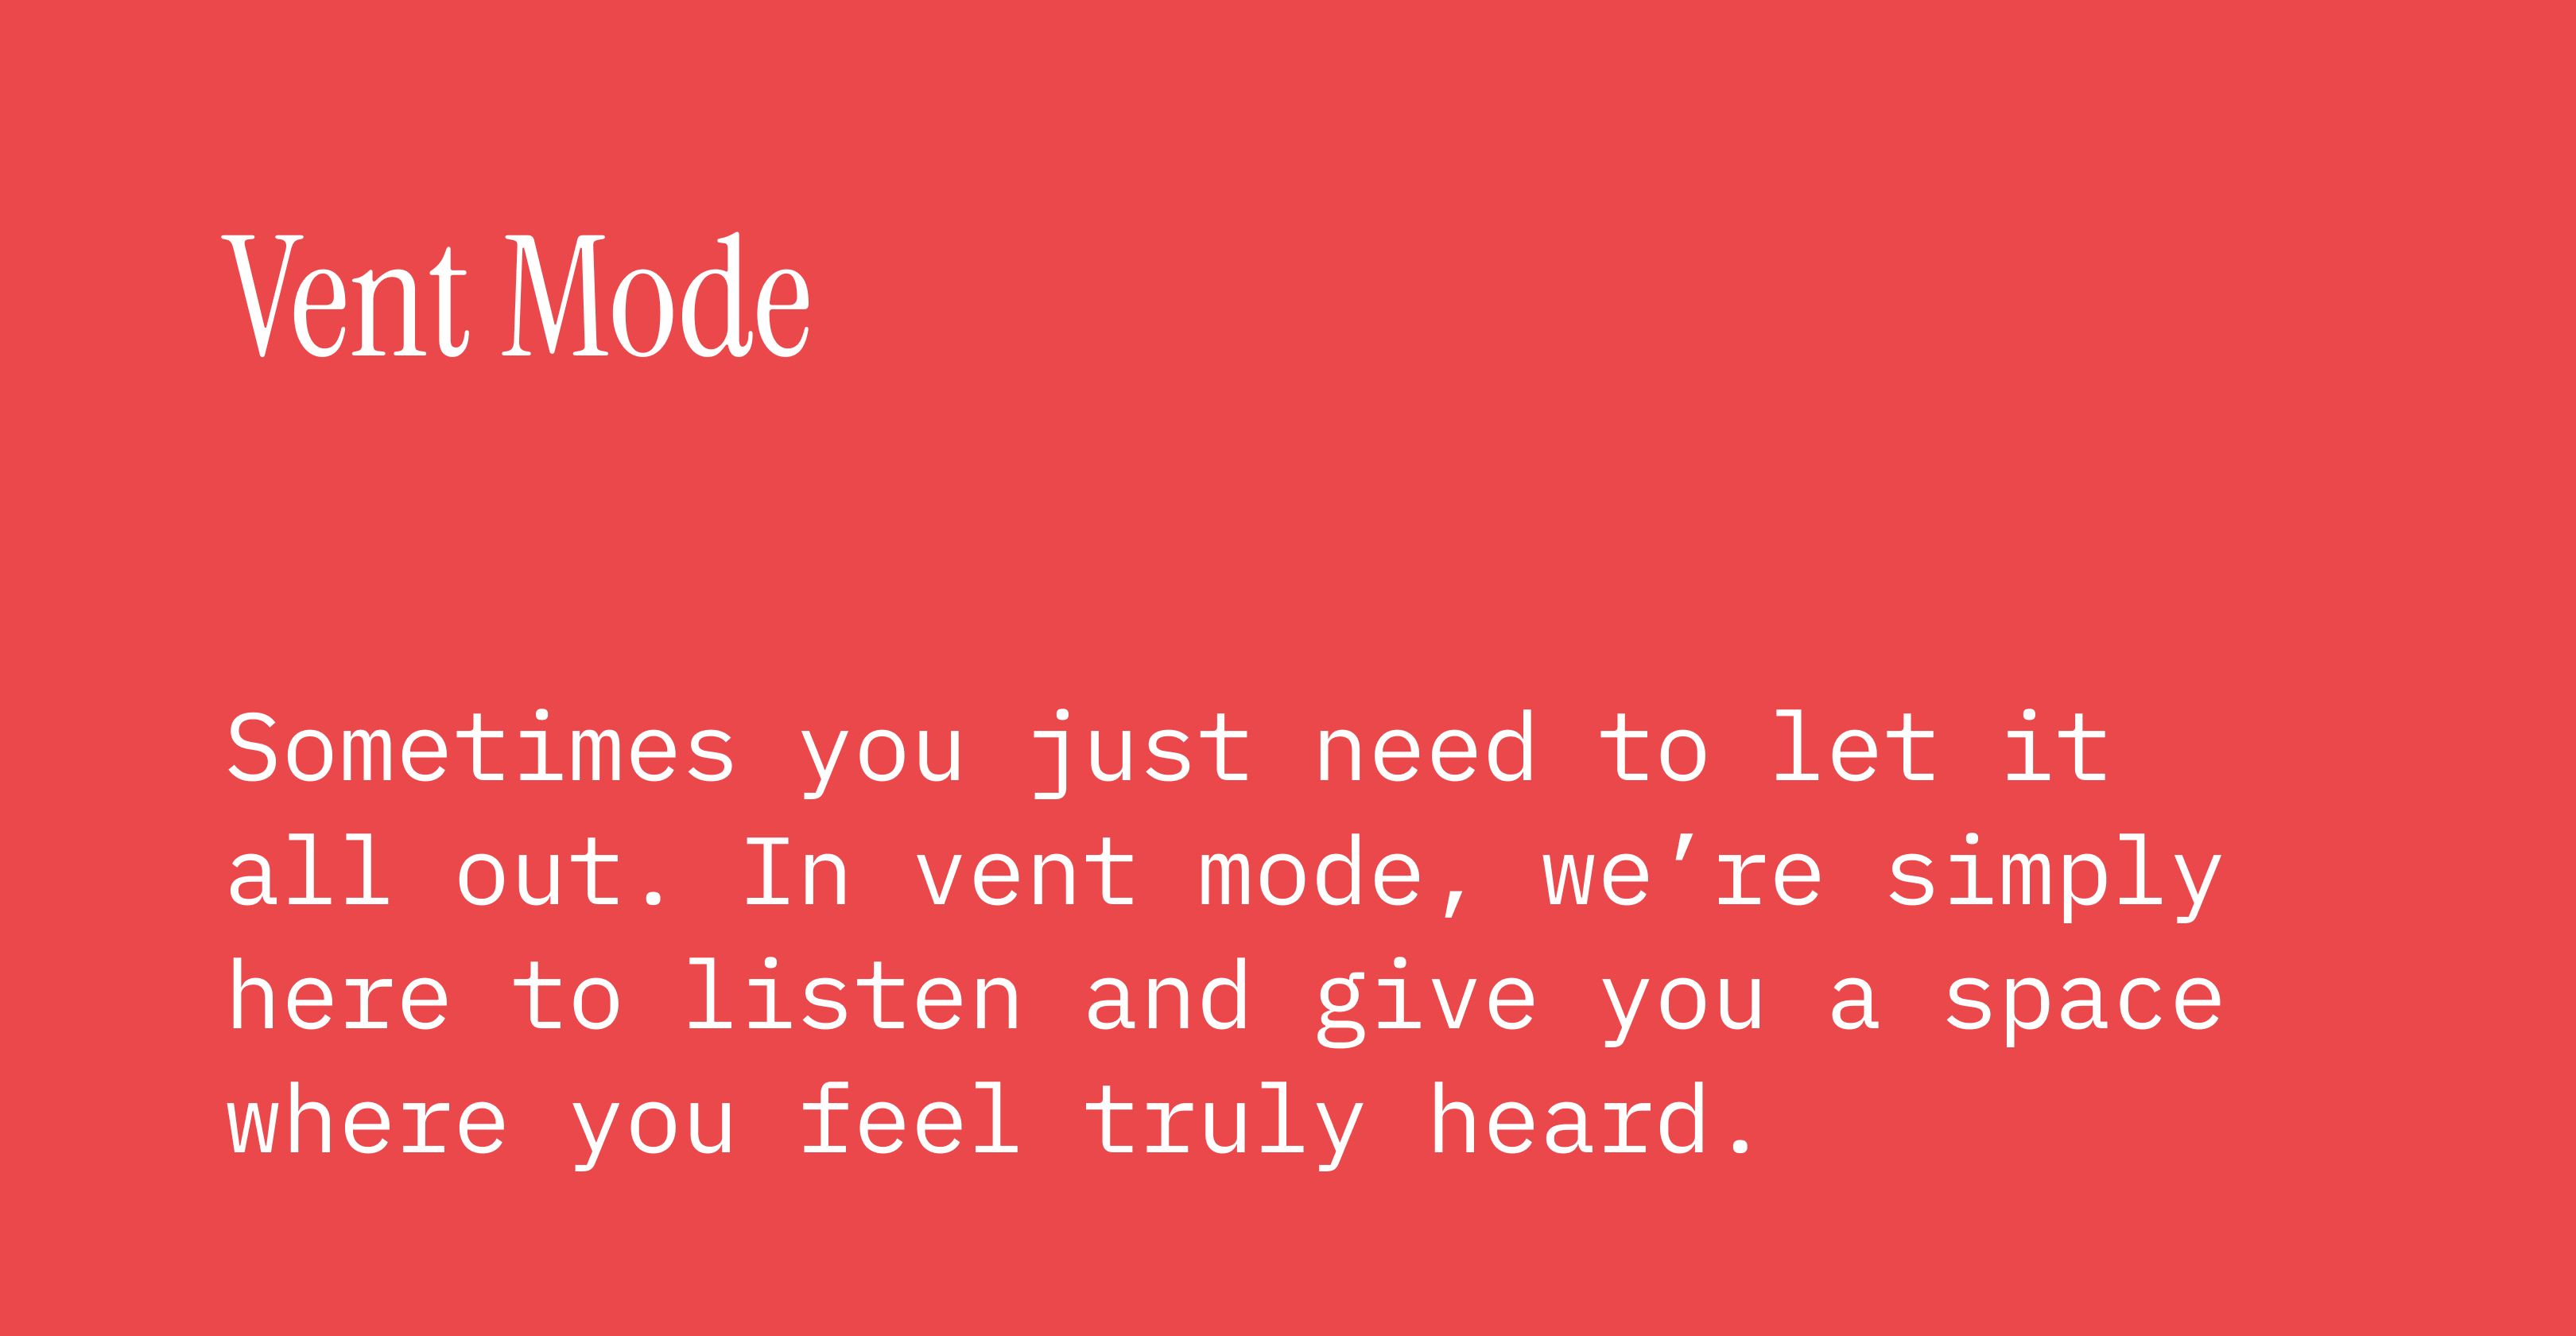 Vent Mode
Sometimes you just need to let it
all out. In vent mode, we’re simply
here to listen and give you a space
where you feel truly heard.